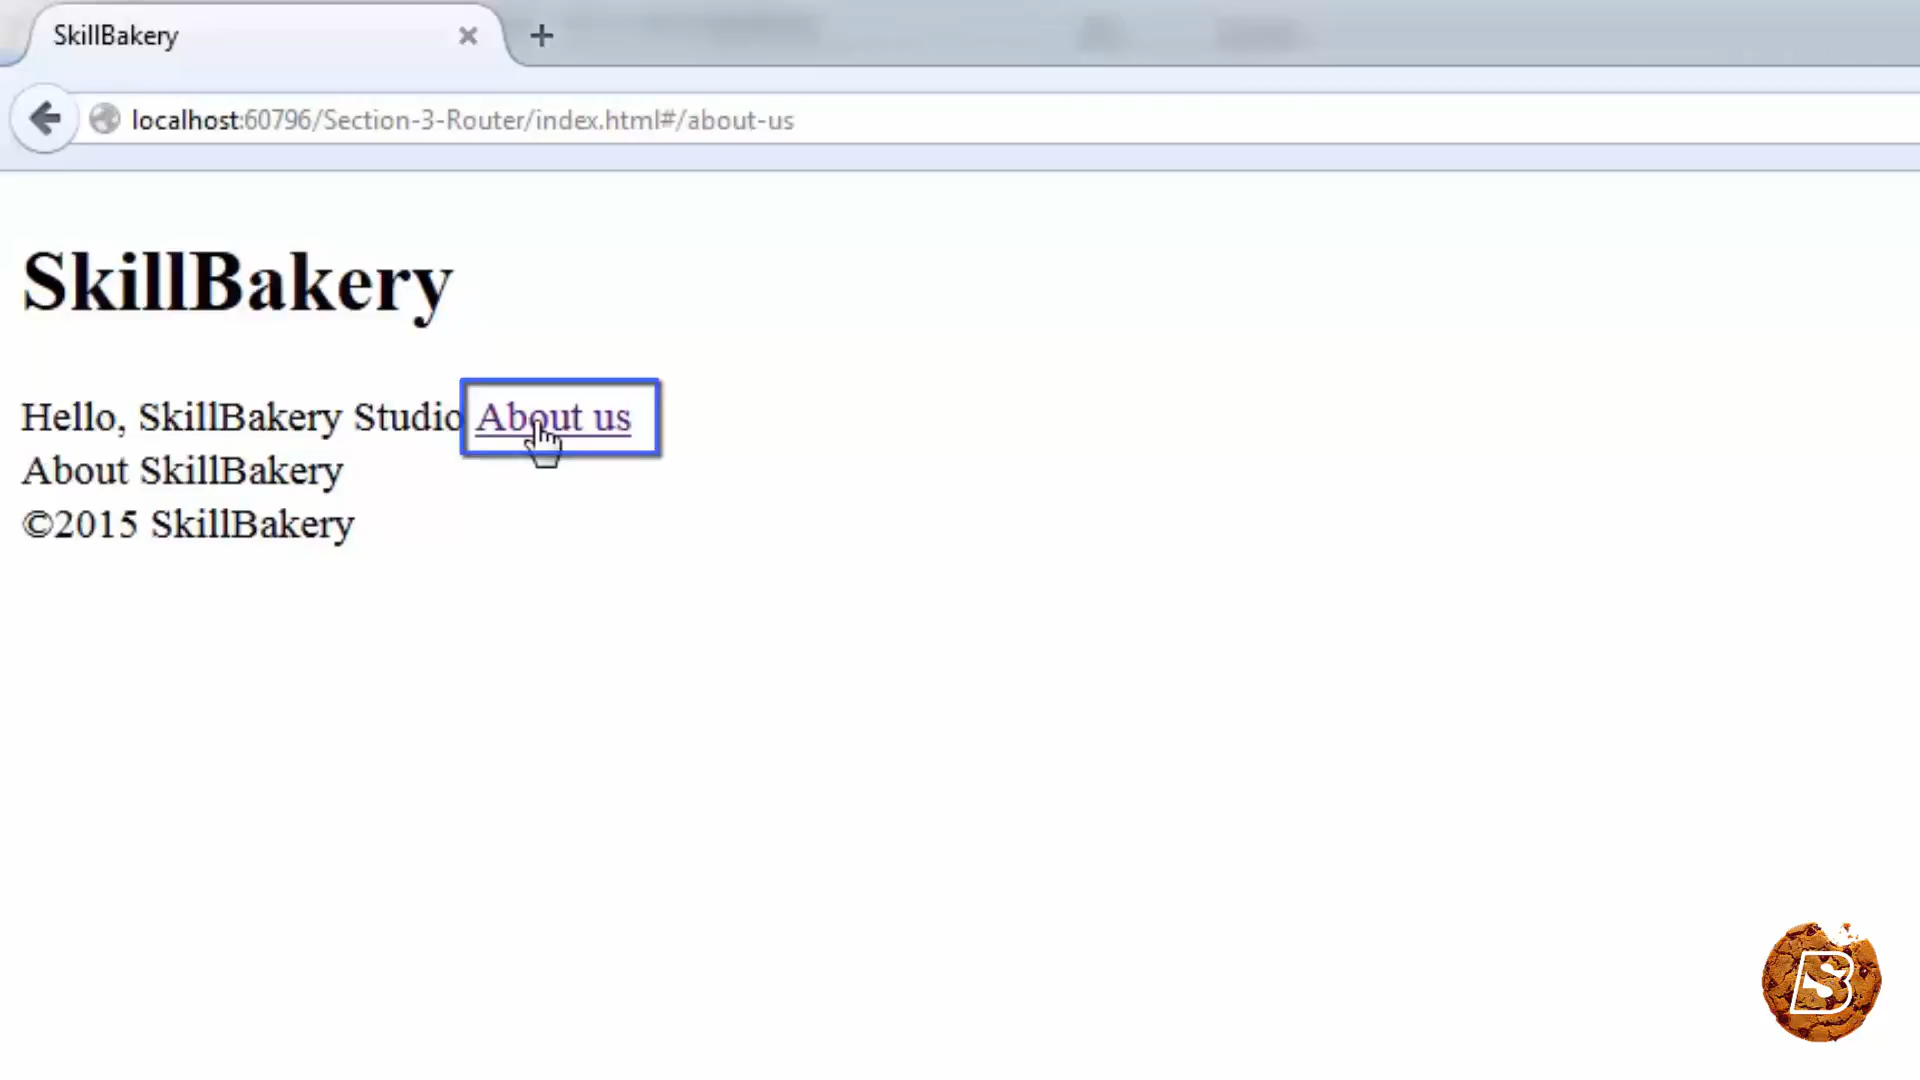 SkillBakery
localhost:60796/Section-3-Router/index.html#/about-us
SkillBakery
Hello, SkillBakery Studio About us
About SkillBakery
©2015 SkillBakery